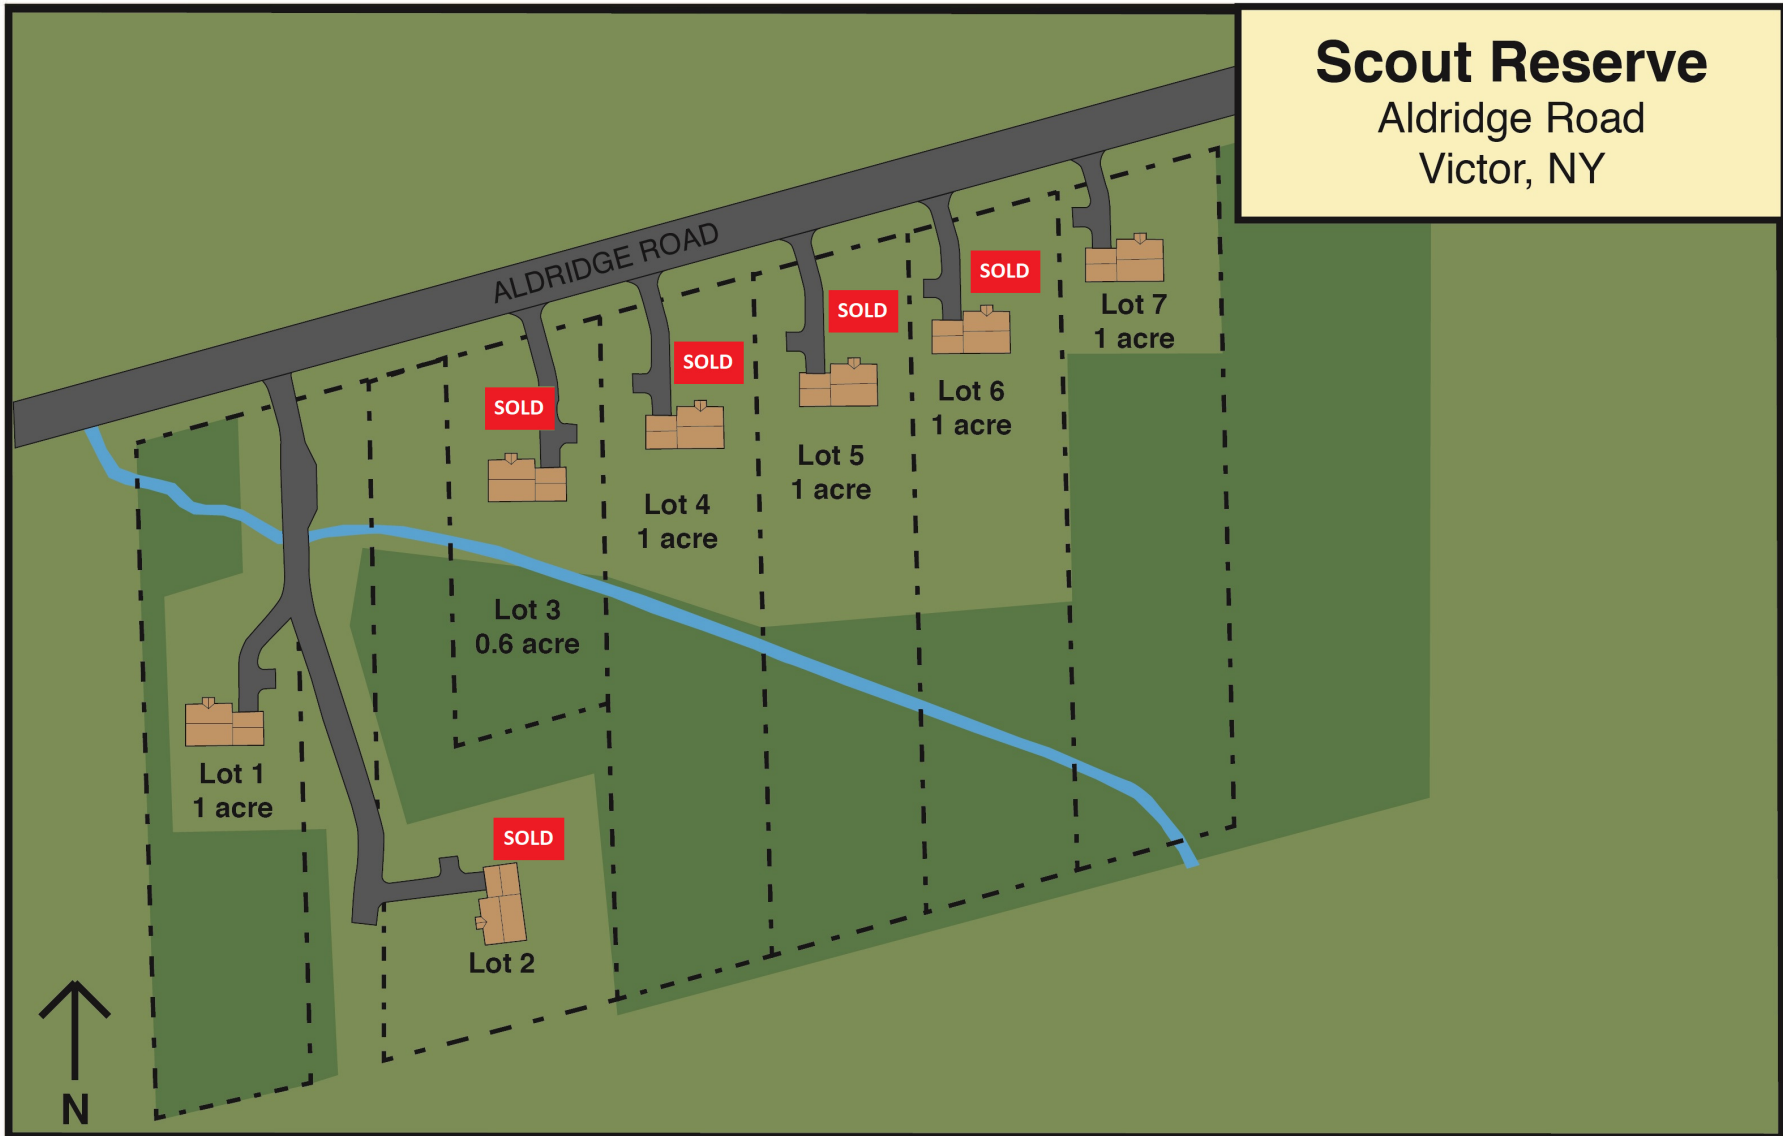 Scout Reserve
Aldridge Road
Victor, NY
ALDRIDGE ROAD
SOLD
SOLD
SOLD
SOLD
Lot 7
1 acre
Lot 6
1 acre
Lot 5
1 acre
Lot 4
1 acre
Lot 3
0.6 acre
Lot 1
1 acre
SOLD
Lot 2
N